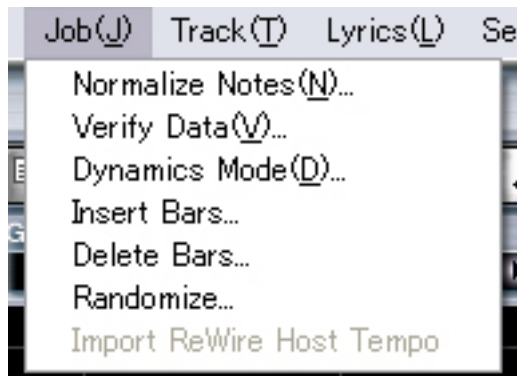 Job(J) Track(T) Lyrics(L) Se
Normalize Notes(N)...
Verify Data(V)...
Dynamics Mode(D)...
Insert Bars...
Delete Bars...
Randomize...
Import ReWire Host Tempo
G